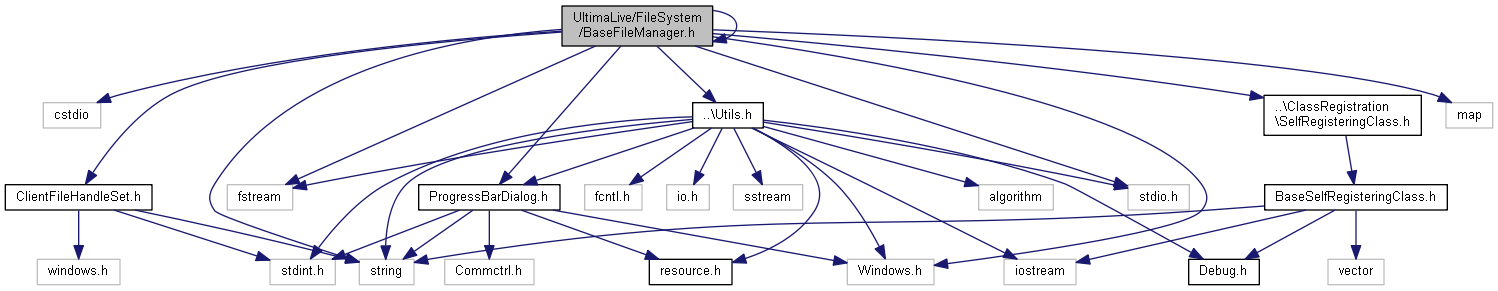 UltimaLive/FileSystem
/BaseFileManager.h
cstdio
..\Utils.h
..\ClassRegistration
\SelfRegisteringClass.h
map
ClientFileHandleSet.h
fstream
ProgressBarDialog.h
fcntl.h
io.h
sstream
algorithm
stdio.h
BaseSelfRegisteringClass.h
windows.h
stdint.h
string
Commctrl.h
resource.h
Windows.h
iostream
Debug.h
vector